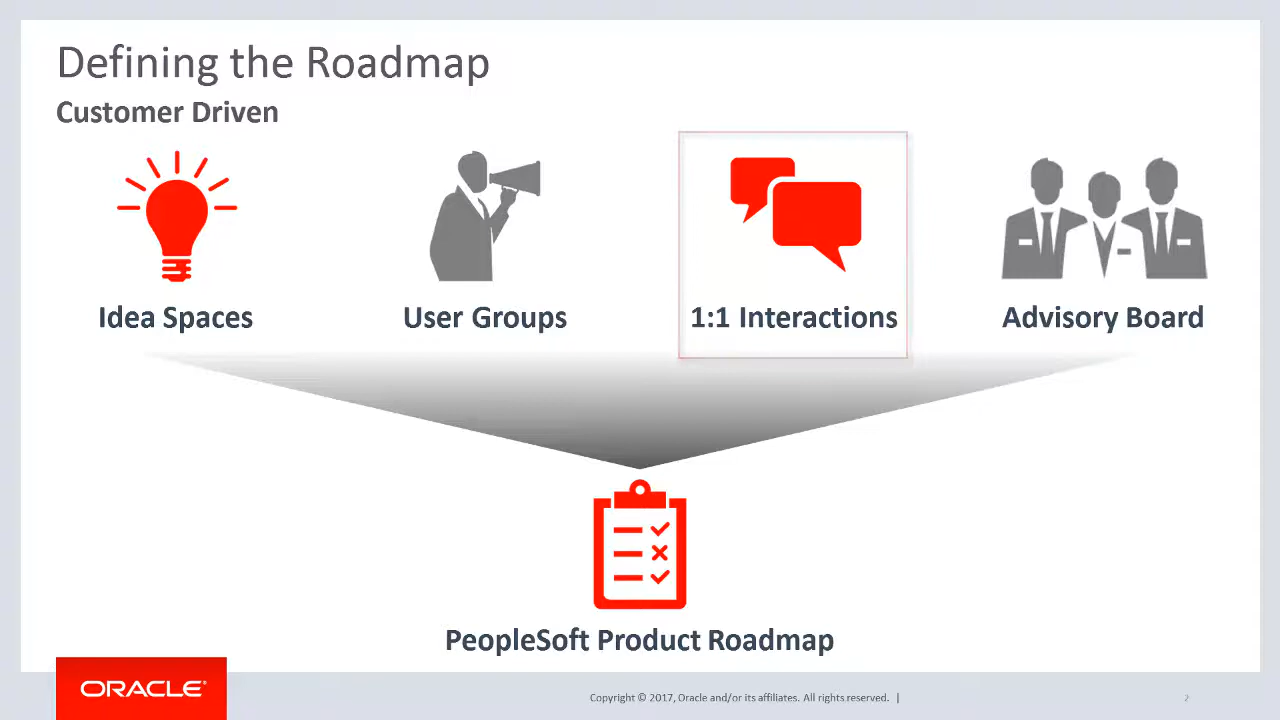 Defining the Roadmap
Customer Driven
Idea Spaces
User Groups
1:1 Interactions
Advisory Board
PeopleSoft Product Roadmap
ORACLE®
Copyright © 2017, Oracle and/or its affiliates. All rights reserved. |
2